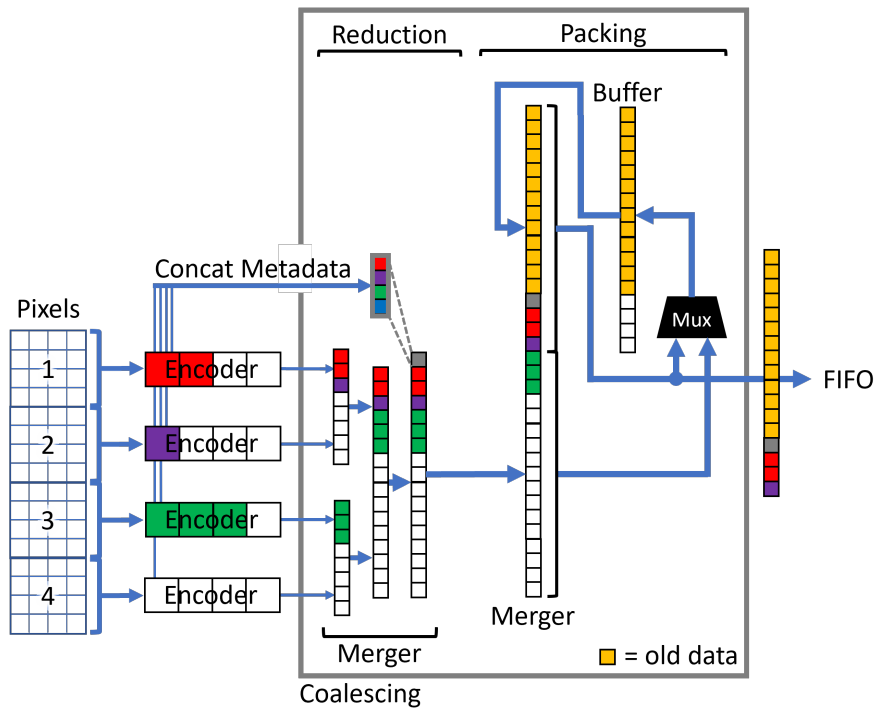 Reduction
Packing
Buffer
Concat Metadata
Pixels
Mux
1
Encoder
FIFO
2
Encoder
3
Encoder
4
Encoder
Merger
Merger
= old data
Coalescing